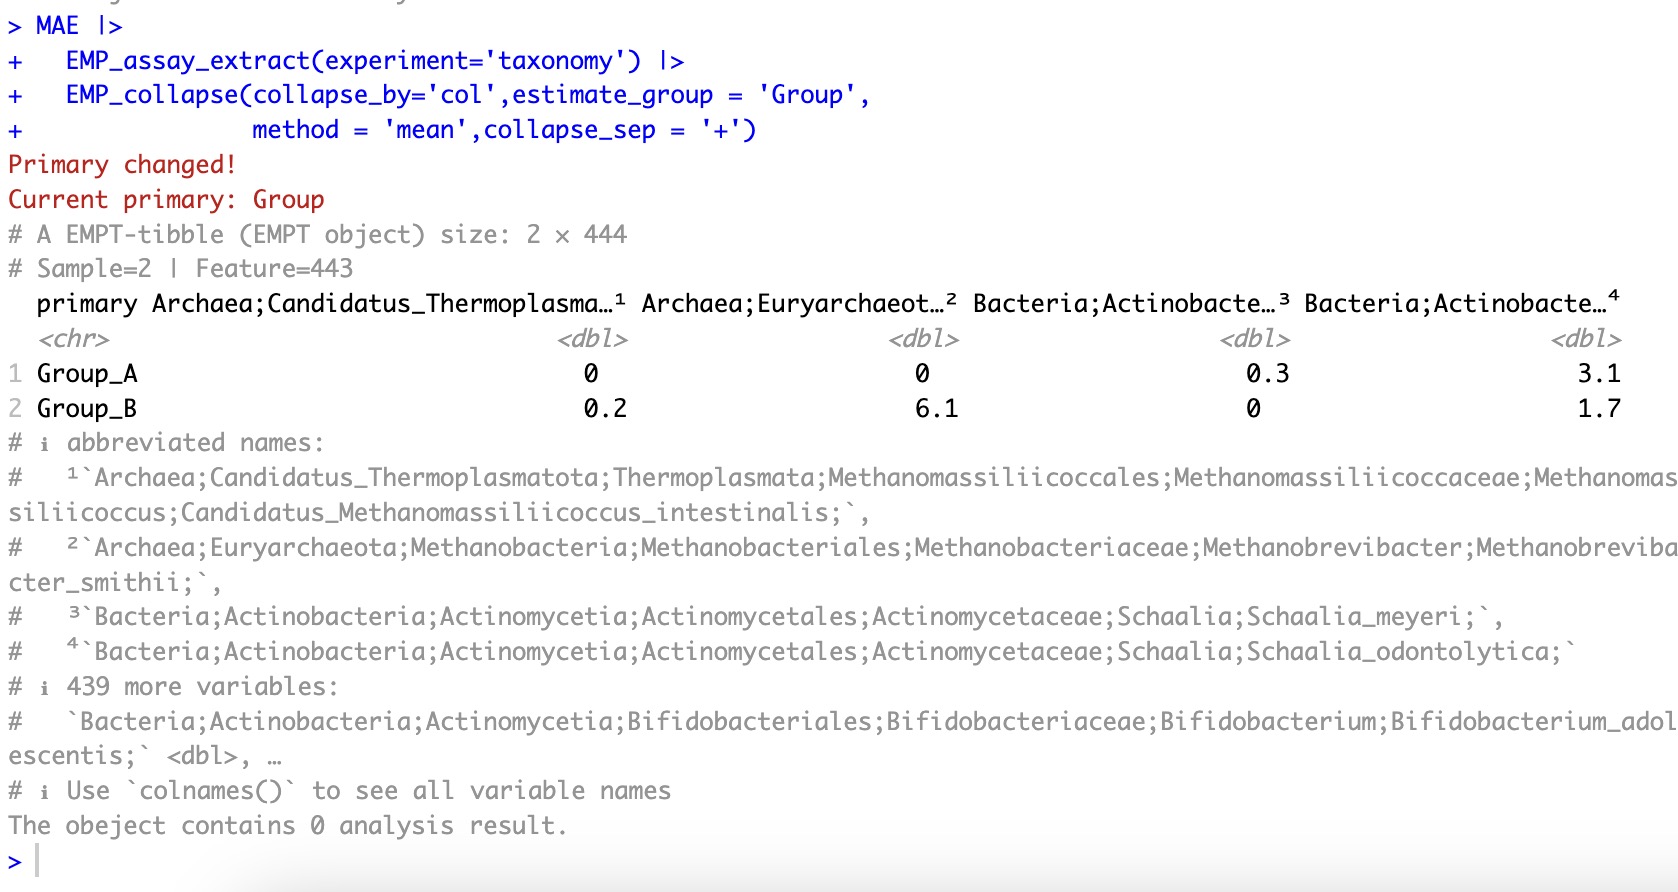 > MAE |>
+   EMP_assay_extract(experiment='taxonomy') |>
+   EMP_collapse(collapse_by='col',estimate_group = 'Group',
+                method = 'mean',collapse_sep = '+')
Primary changed!
Current primary: Group
# A EMPT-tibble (EMPT object) size: 2 × 444
# Sample=2 | Feature=443
  primary Archaea;Candidatus_Thermoplasma…¹ Archaea;Euryarchaeot…² Bacteria;Actinobacte…³ Bacteria;Actinobacte…⁴
  <chr>                               <dbl>                  <dbl>                  <dbl>                  <dbl>
1 Group_A                               0                      0                      0.3                    3.1
2 Group_B                               0.2                    6.1                    0                      1.7
# ℹ abbreviated names:
#   ¹`Archaea;Candidatus_Thermoplasmatota;Thermoplasmata;Methanomassiliicoccales;Methanomassiliicoccaceae;Methanomas
siliicoccus;Candidatus_Methanomassiliicoccus_intestinalis;`,
#   ²`Archaea;Euryarchaeota;Methanobacteria;Methanobacteriales;Methanobacteriaceae;Methanobrevibacter;Methanobreviba
cter_smithii;`,
#   ³`Bacteria;Actinobacteria;Actinomycetia;Actinomycetales;Actinomycetaceae;Schaalia;Schaalia_meyeri;`,
#   ⁴`Bacteria;Actinobacteria;Actinomycetia;Actinomycetales;Actinomycetaceae;Schaalia;Schaalia_odontolytica;`
# ℹ 439 more variables:
#   `Bacteria;Actinobacteria;Actinomycetia;Bifidobacteriales;Bifidobacteriaceae;Bifidobacterium;Bifidobacterium_adol
escentis;` <dbl>, …
# ℹ Use `colnames()` to see all variable names
The obeject contains 0 analysis result.
>